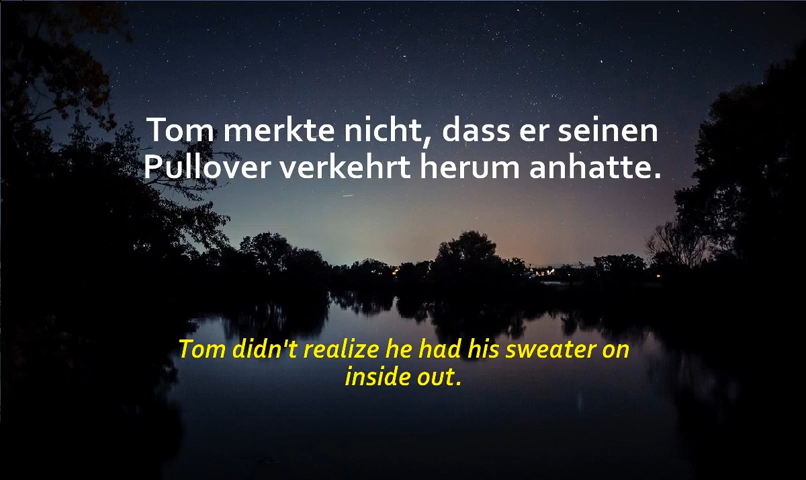 Tom merkte nicht, dass er seinen
Pullover verkehrt herum anhatte.
Tom didn't realize he had his sweater on
inside out.